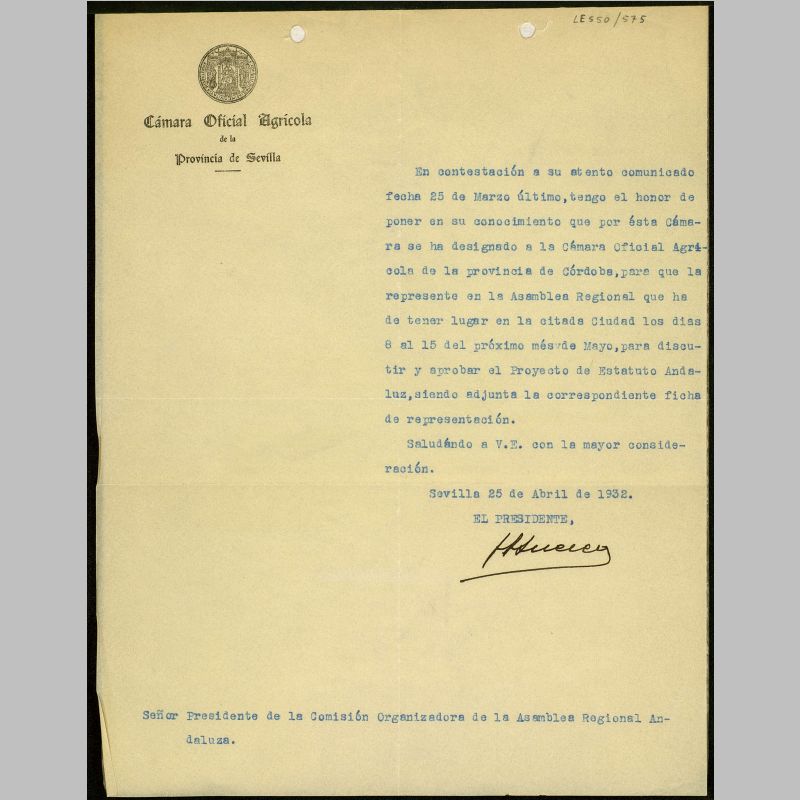 LE550/575
Cámara Oficial Agrícola
de la
Provincia de Sevilla
En contestación a su atento comunicado
fecha 25 de Marzo último,tengo el honor de
poner en su conocimiento que por ésta Cáma-
ra se ha designado a la Cámara Oficial Agrí-
cola de la provincia de Córdoba,para que la
represente en la Asamblea Regional que ha
de tener lugar en la citada Ciudad los dias
8 al 15 del próximo més de Mayo,para discu-
tir y aprobar el Proyecto de Estatuto Anda-
luz,siendo adjunta la correspondiente ficha
de representación.
Saludándo a V.E. con la mayor conside-
ración.
Sevilla 25 de Abril de 1932.
EL PRESIDENTE,
Señor Presidente de la Comisión Organizadora de la Asamblea Regional An-
daluza.